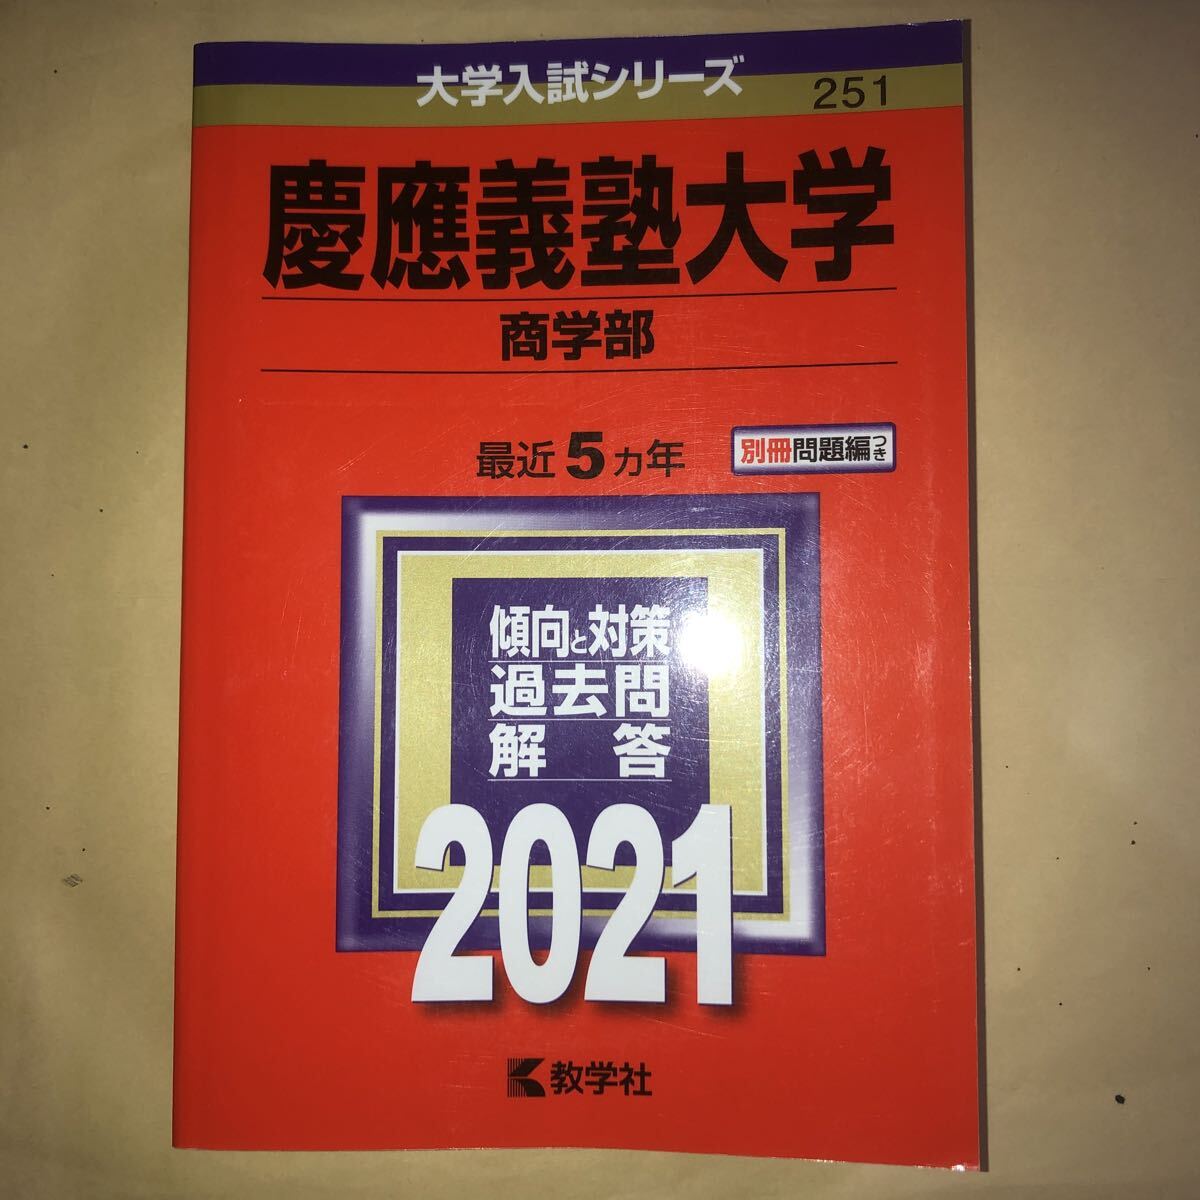 大学入試シリーズ
251
慶應義塾大学
商学部
最近5ヵ年
別冊問題編つき
傾向と対策
過去問
解答
2021
教学社